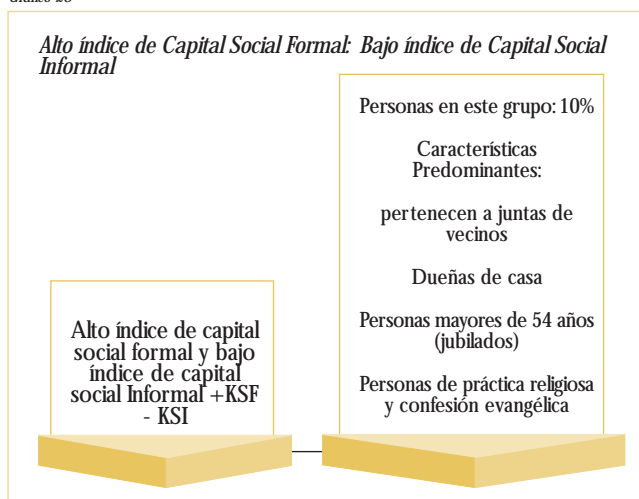 Alto índice de Capital Social Formal: Bajo índice de Capital Social
Informal
Personas en este grupo: 10%
Características
Predominantes:
pertenecen a juntas de
vecinos
Dueñas de casa
Personas mayores de 54 años
(jubilados)
Personas de práctica religiosa
y confesión evangélica
Alto índice de capital
social formal y bajo
índice de capital
social Informal +KSF
- KSI